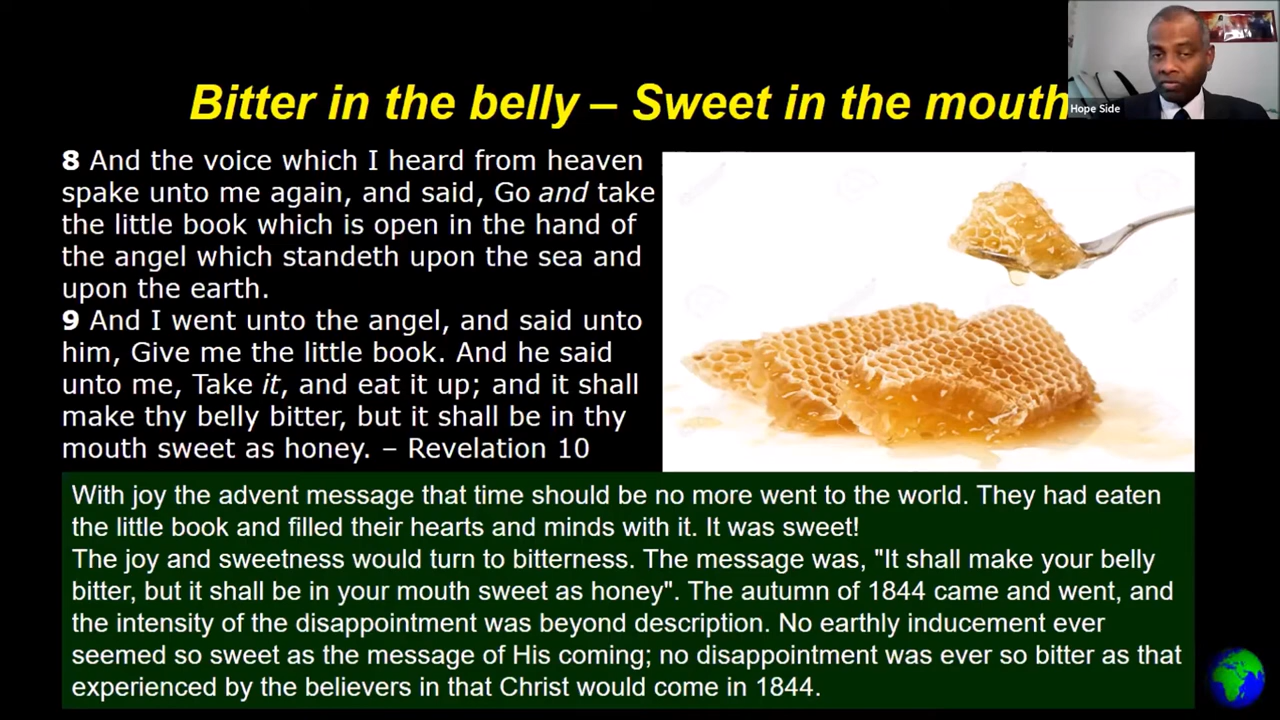 Bitter in the belly – Sweet in the mouth
Hope Side
8 And the voice which I heard from heaven
spake unto me again, and said, Go and take
the little book which is open in the hand of
the angel which standeth upon the sea and
upon the earth.
9 And I went unto the angel, and said unto
him, Give me the little book. And he said
unto me, Take it, and eat it up; and it shall
make thy belly bitter, but it shall be in thy
mouth sweet as honey. – Revelation 10
With joy the advent message that time should be no more went to the world. They had eaten
the little book and filled their hearts and minds with it. It was sweet!
The joy and sweetness would turn to bitterness. The message was, "It shall make your belly
bitter, but it shall be in your mouth sweet as honey". The autumn of 1844 came and went, and
the intensity of the disappointment was beyond description. No earthly inducement ever
seemed so sweet as the message of His coming; no disappointment was ever so bitter as that
experienced by the believers in that Christ would come in 1844.